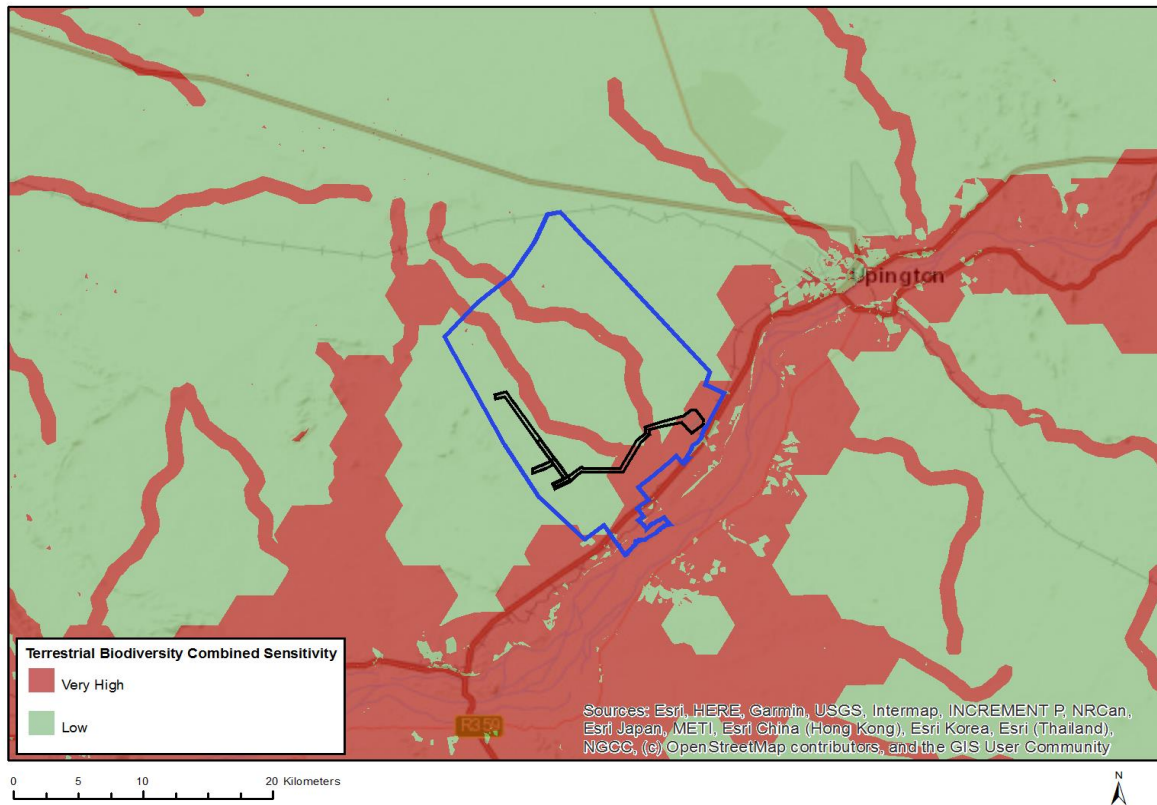 Upington
Terrestrial Biodiversity Combined Sensitivity
Very High
Low
R359
Sources: Esri, HERE, Garmin, USGS, Intermap, INCREMENT P, NRCan,
Esri Japan, METI, Esri China (Hong Kong), Esri Korea, Esri (Thailand),
NGCC, (c) OpenStreetMap contributors, and the GIS User Community
0 5 10 20 Kilometers
N